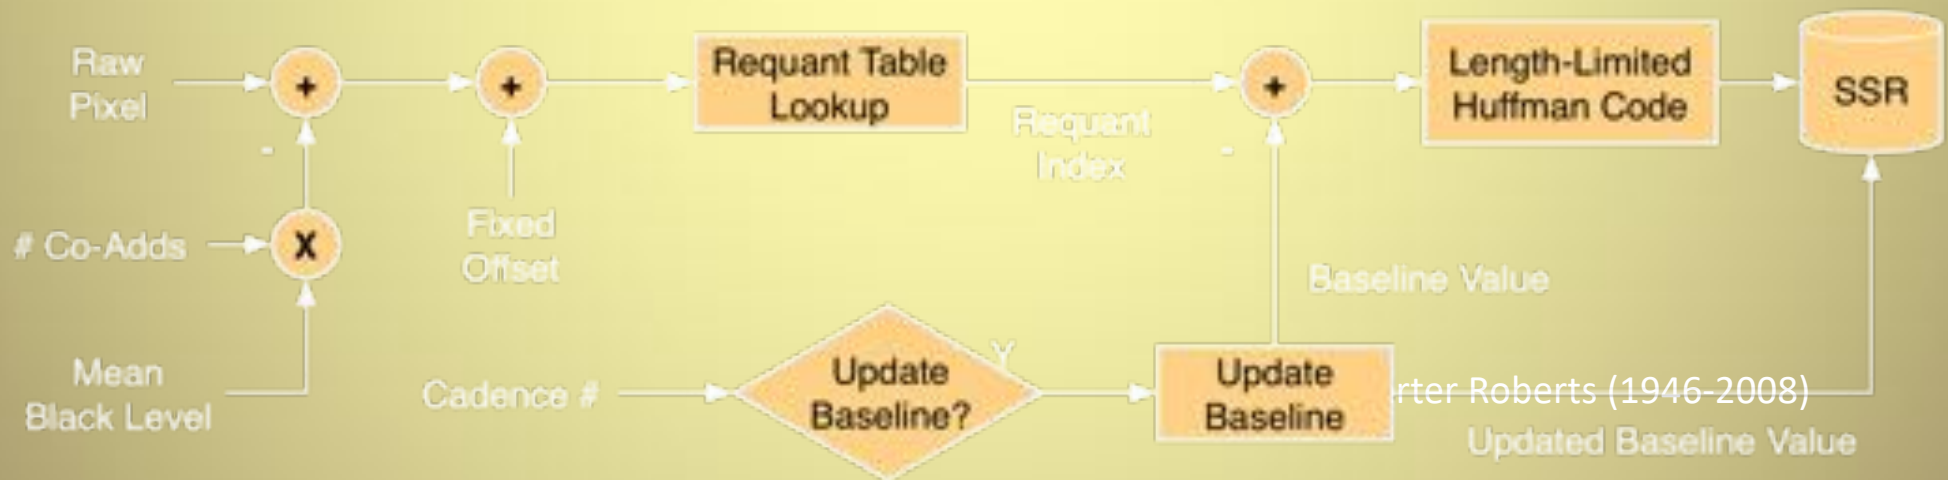 Raw
Pixel
+
+
Requant Table
Lookup
+
Length-Limited
Huffman Code
SSR
-
Requant
Index
-
# Co-Adds
X
Fixed
Offset
Baseline Value
Mean
Black Level
Cadence #
Update
Baseline?
Y
Update
Baseline
rter Roberts (1946-2008)
Updated Baseline Value